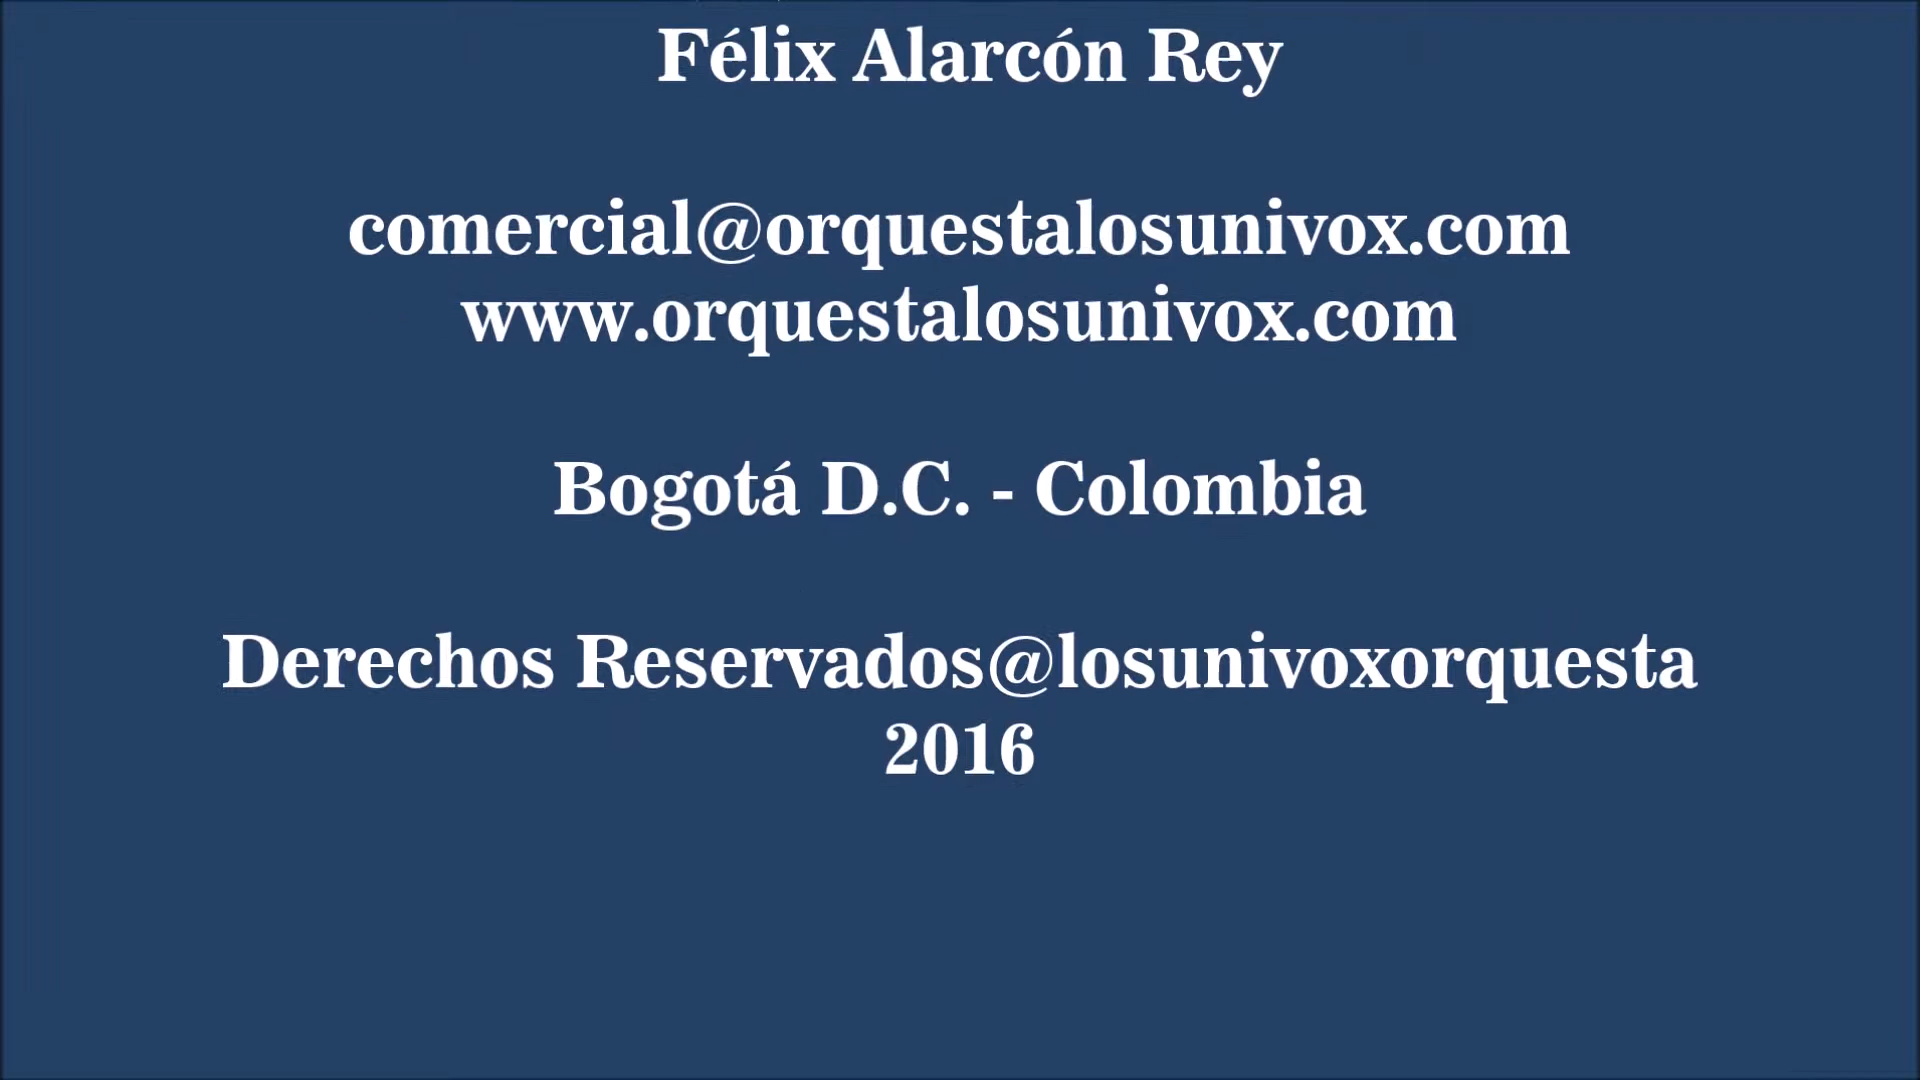 Félix Alarcón Rey
comercial@orquestalosunivox.com
www.orquestalosunivox.com
Bogotá D.C. - Colombia
Derechos Reservados@losunivoxorquesta
2016